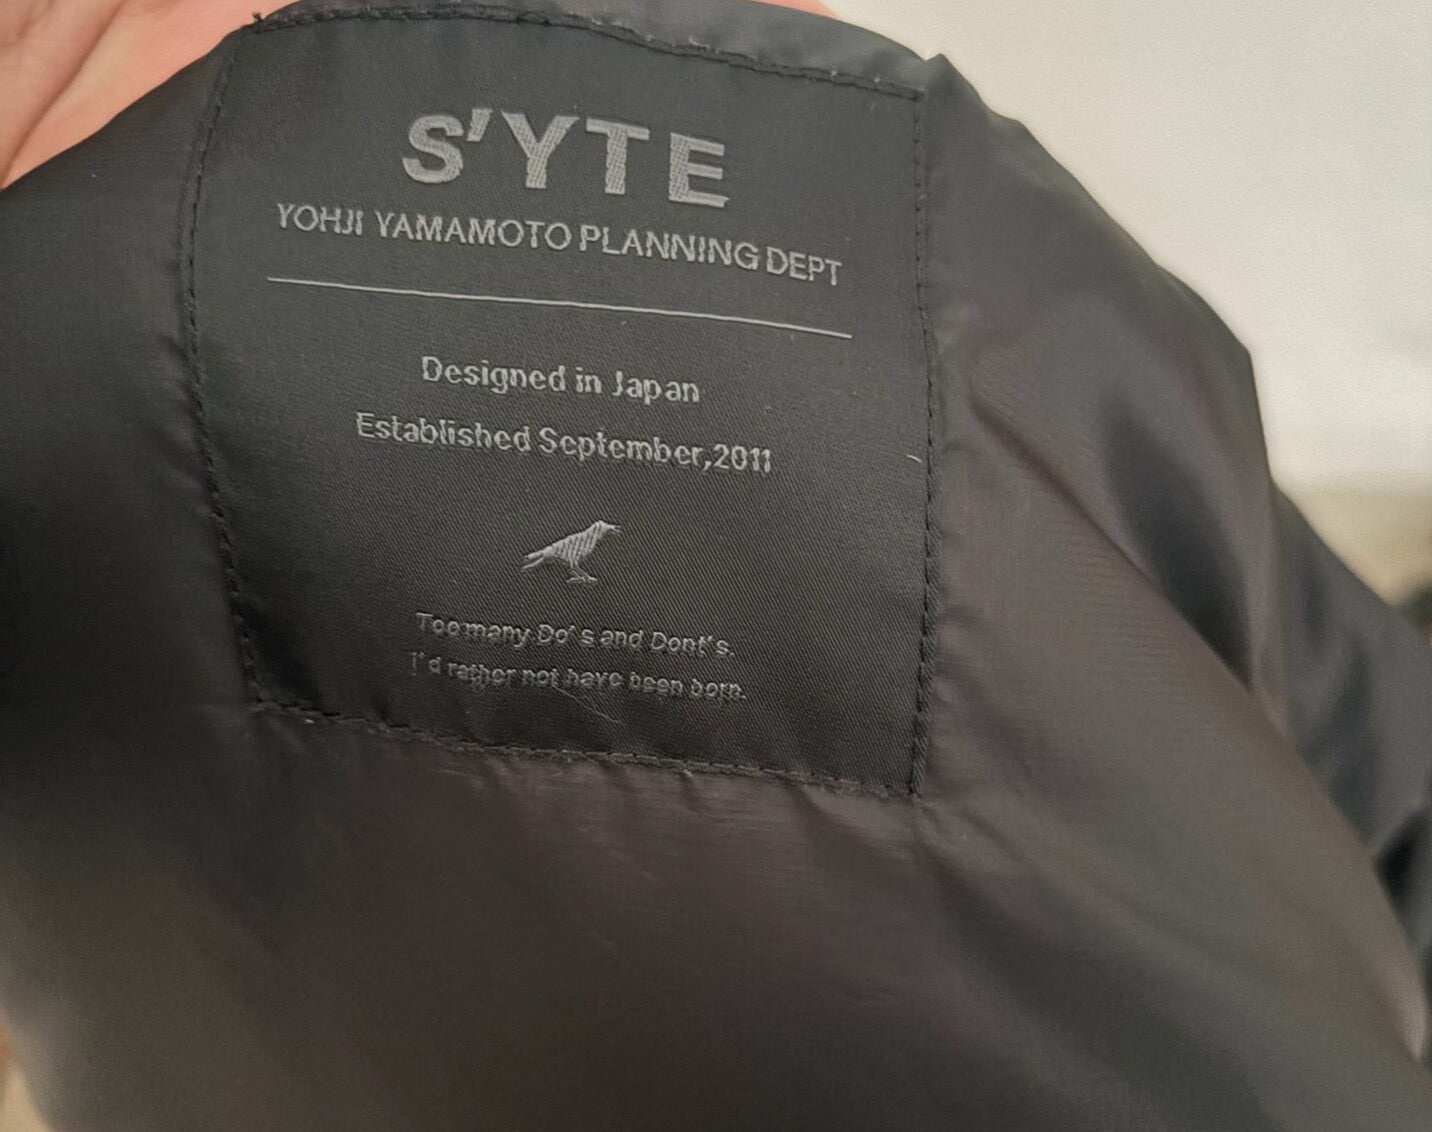 S'YTE
YOHJI YAMAMOTO PLANNING DEPT
Designed in Japan
Established September,2011
Too many Do's and Dont's.
I'd rather not have been born.